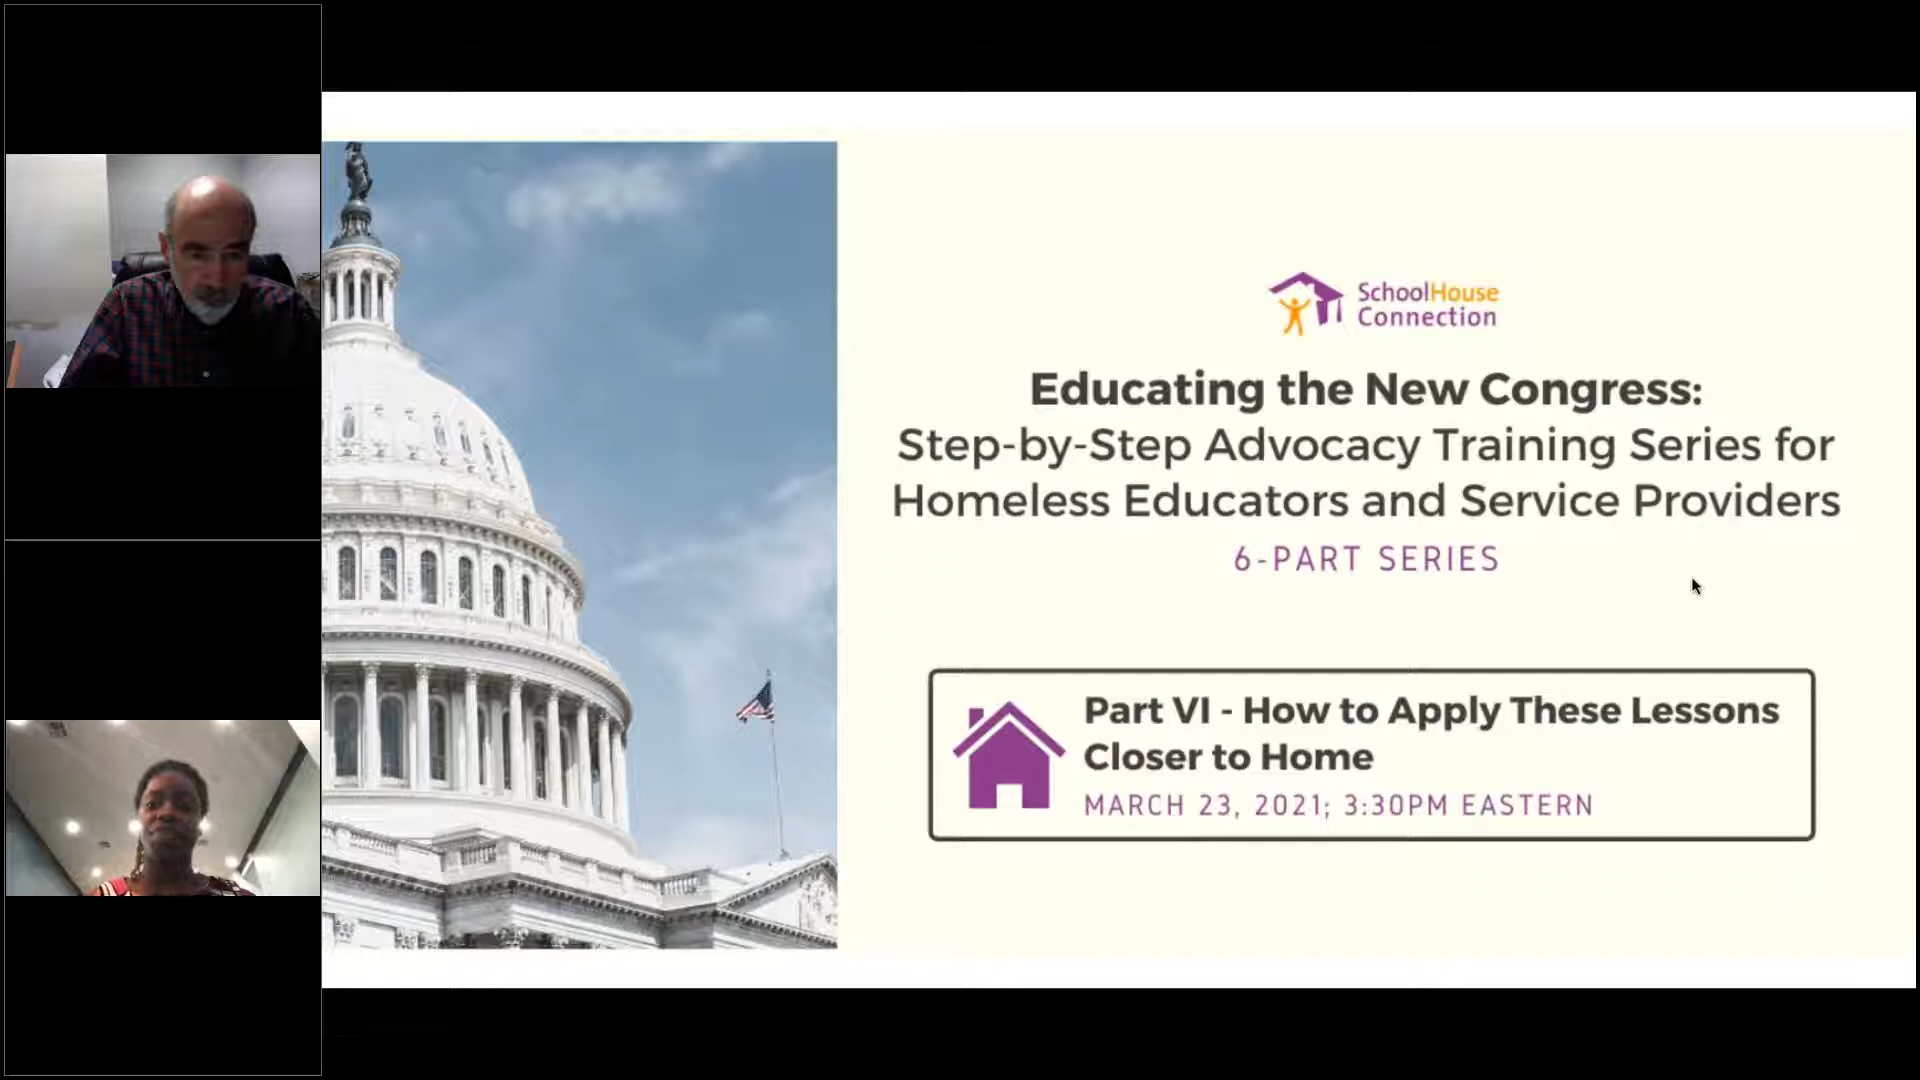 SchoolHouse
Connection
Educating the New Congress:
Step-by-Step Advocacy Training Series for
Homeless Educators and Service Providers
6-PART SERIES
Part VI - How to Apply These Lessons
Closer to Home
MARCH 23, 2021; 3:30PM EASTERN